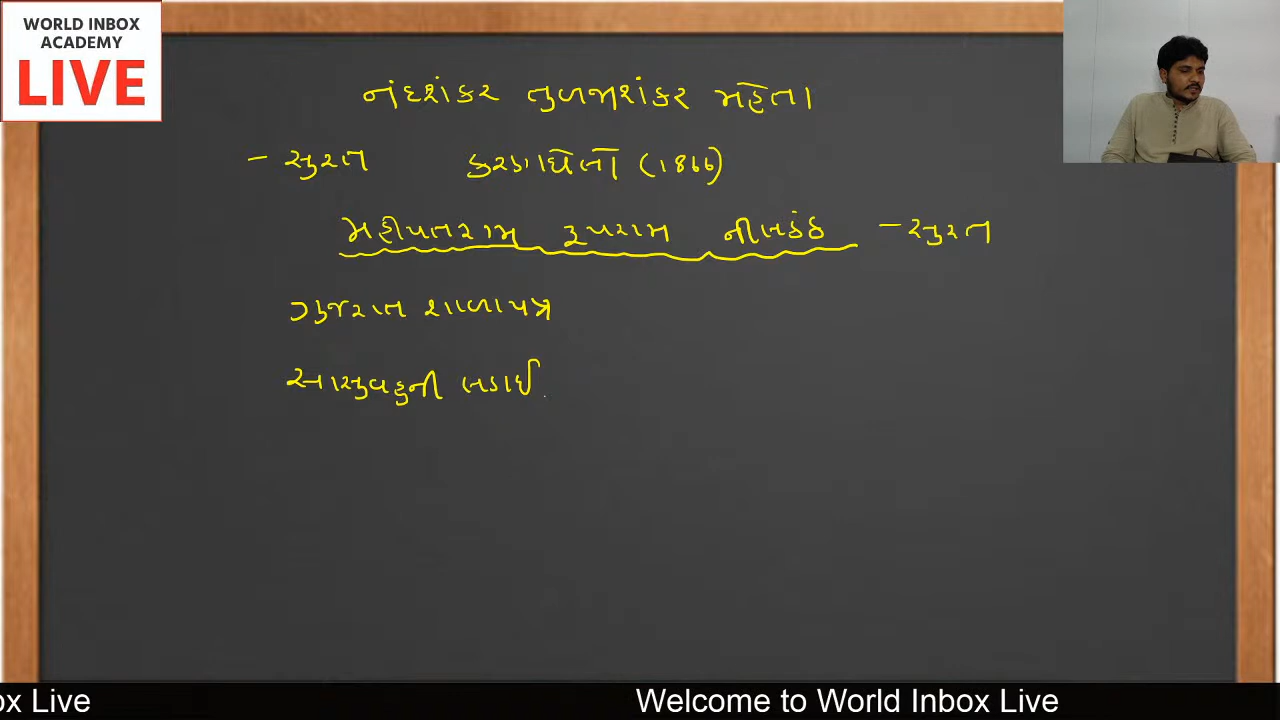 WORLD INBOX
ACADEMY
LIVE
નંદશંકર તુળજાશંકર મહેતા
- સુરત કરણઘેલો (1866)
મહીપતરામ રૂપરામ નીલકંઠ - સુરત
ગુજરાત શાળાપત્ર
સાસુવહુની લડાઈ
ox Live Welcome to World Inbox Live